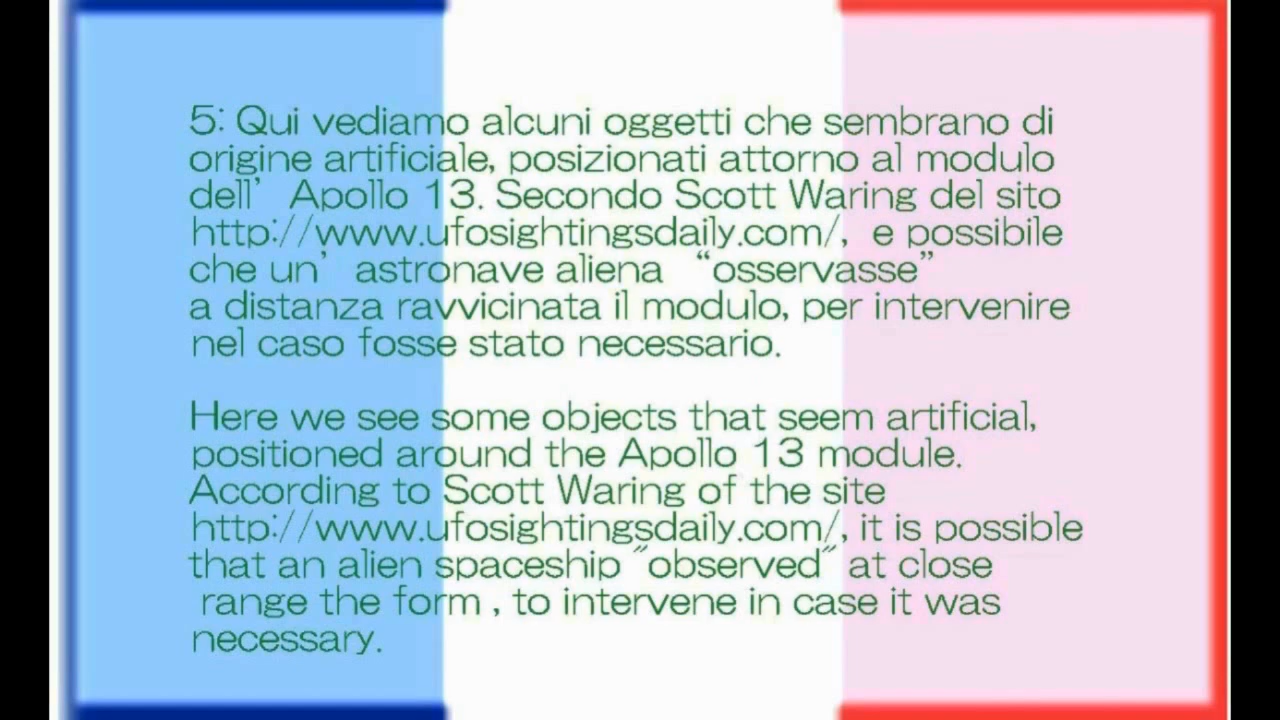 5: Qui vediamo alcuni oggetti che sembrano di
origine artificiale, posizionati attorno al modulo
dell’ Apollo 13. Secondo Scott Waring del sito
http://www.ufosightingsdaily.com/, e possibile
che un’ astronave aliena “osservasse”
a distanza ravvicinata il modulo, per intervenire
nel caso fosse stato necessario.
Here we see some objects that seem artificial,
positioned around the Apollo 13 module.
According to Scott Waring of the site
http://www.ufosightingsdaily.com/, it is possible
that an alien spaceship "observed" at close
range the form , to intervene in case it was
necessary.